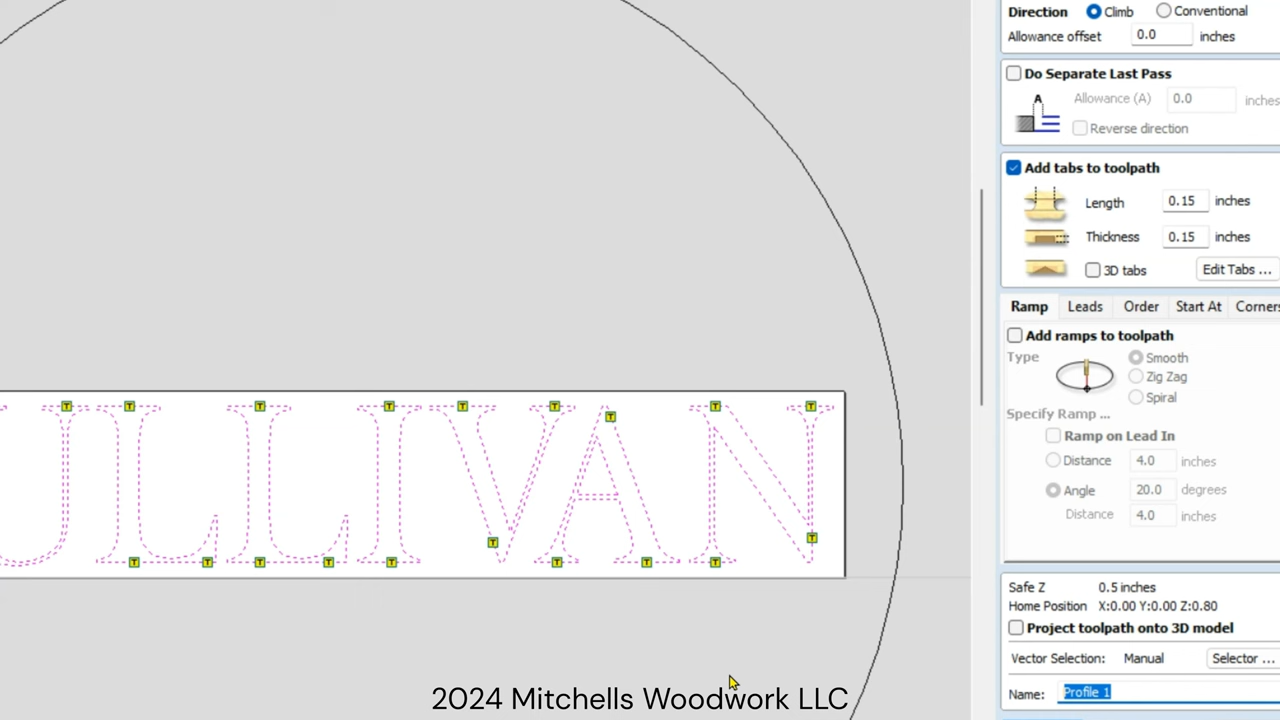 Direction Climb Conventional
Allowance offset 0.0 inches
Do Separate Last Pass
A Allowance (A) 0.0 inches
Reverse direction
Add tabs to toolpath
Length 0.15 inches
Thickness 0.15 inches
3D tabs Edit Tabs ...
Ramp Leads Order Start At Corners
Add ramps to toolpath
Type Smooth
Zig Zag
Spiral
Specify Ramp ...
Ramp on Lead In
Distance 4.0 inches
Angle 20.0 degrees
Distance 4.0 inches
T T T T T T T T T
ULLIVAN
T T
T T T T T T T T
Safe Z 0.5 inches
Home Position X:0.00 Y:0.00 Z:0.80
Project toolpath onto 3D model
Vector Selection: Manual Selector ...
Name: Profile 1
2024 Mitchells Woodwork LLC